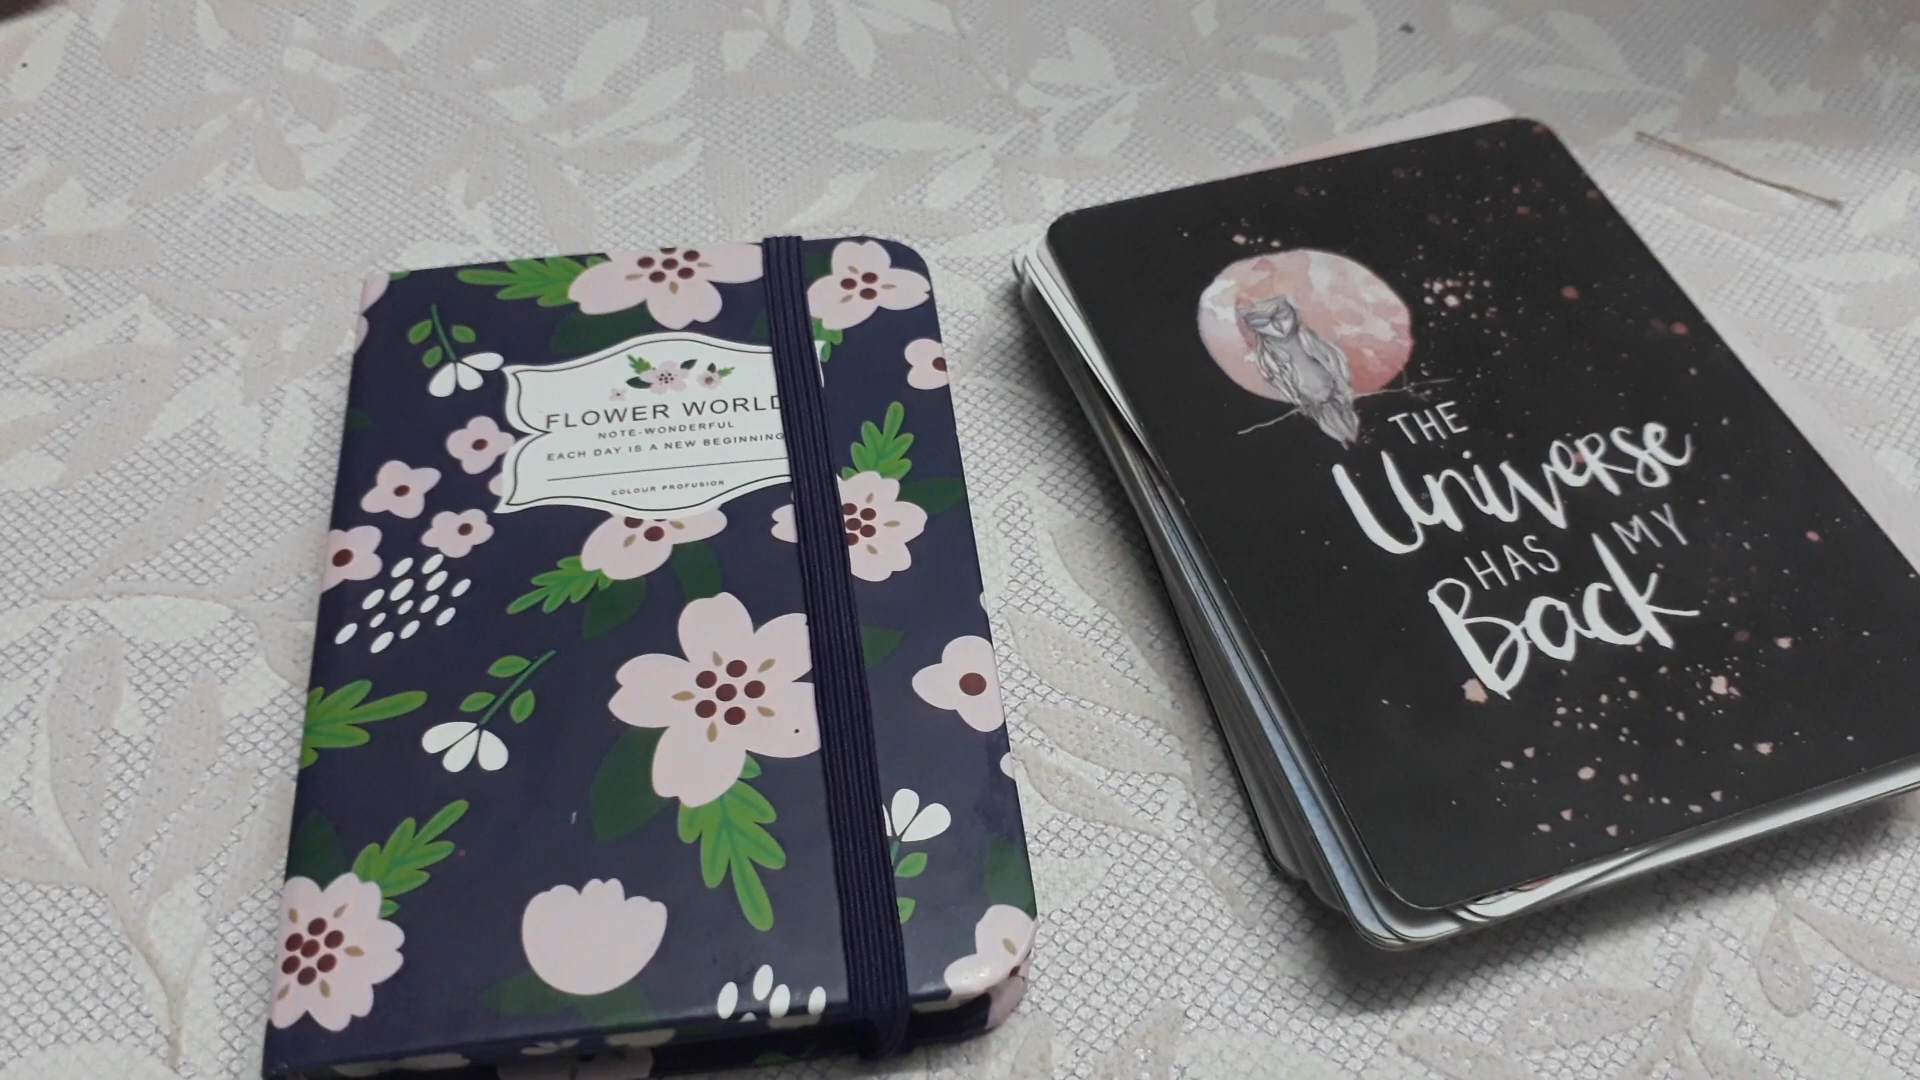 FLOWER WORLD
NOTE-WONDERFUL
EACH DAY IS A NEW BEGINNING
COLOUR PROFUSION
THE
Universe
HAS MY
Back